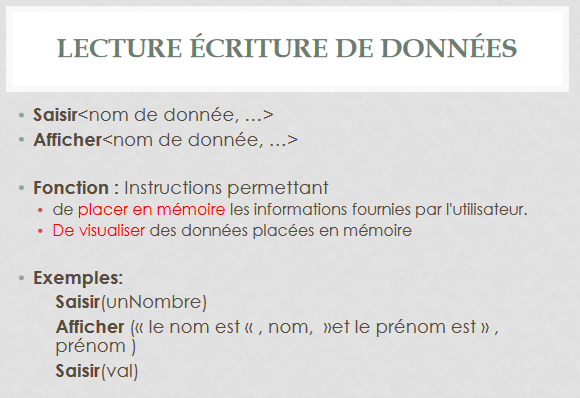 LECTURE ÉCRITURE DE DONNÉES
• Saisir<nom de donnée, …>
• Afficher<nom de donnée, …>
• Fonction : Instructions permettant
• de placer en mémoire les informations fournies par l'utilisateur.
• De visualiser des données placées en mémoire
• Exemples:
Saisir(unNombre)
Afficher (« le nom est « , nom,  »et le prénom est » ,
prénom )
Saisir(val)